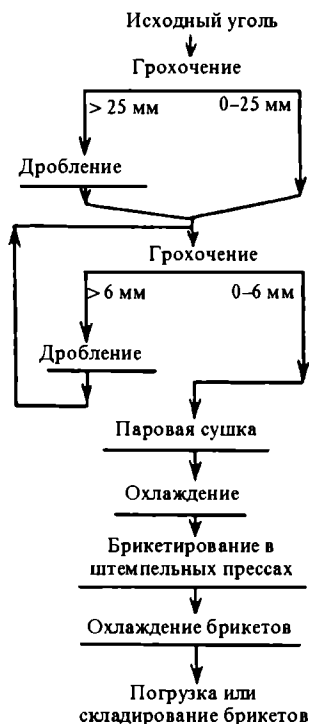 Исходный уголь
Грохочение
> 25 мм
0–25 мм
Дробление
Грохочение
> 6 мм
0–6 мм
Дробление
Паровая сушка
Охлаждение
Брикетирование в
штемпельных прессах
Охлаждение брикетов
Погрузка или
складирование брикетов